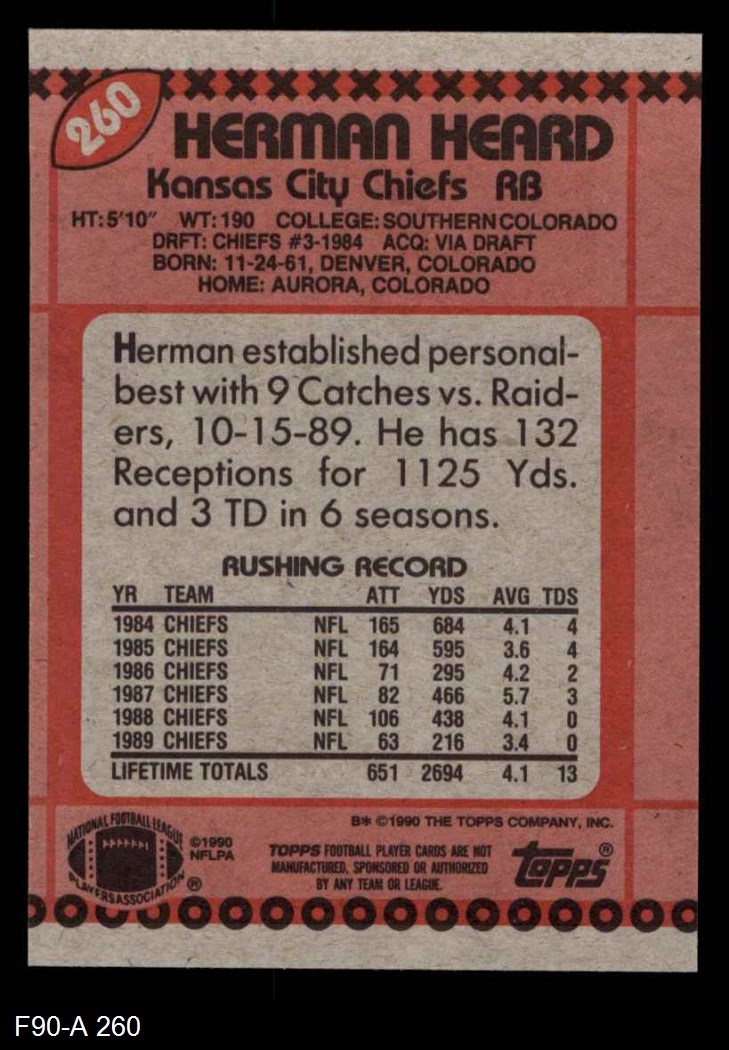 260
HERMAN HEARD
Kansas City Chiefs RB
HT: 5'10" WT: 190 COLLEGE: SOUTHERN COLORADO
DRFT: CHIEFS #3-1984 ACQ: VIA DRAFT
BORN: 11-24-61, DENVER, COLORADO
HOME: AURORA, COLORADO
Herman established personal-
best with 9 Catches vs. Raid-
ers, 10-15-89. He has 132
Receptions for 1125 Yds.
and 3 TD in 6 seasons.
RUSHING RECORD
YR TEAM ATT YDS AVG TDS
1984 CHIEFS NFL 165 684 4.1 4
1985 CHIEFS NFL 164 595 3.6 4
1986 CHIEFS NFL 71 295 4.2 2
1987 CHIEFS NFL 82 466 5.7 3
1988 CHIEFS NFL 106 438 4.1 0
1989 CHIEFS NFL 63 216 3.4 0
LIFETIME TOTALS 651 2694 4.1 13
B* ©1990 THE TOPPS COMPANY, INC.
NATIONAL FOOTBALL LEAGUE
PLAYERS ASSOCIATION ®
©1990
NFLPA
TOPPS FOOTBALL PLAYER CARDS ARE NOT
MANUFACTURED, SPONSORED OR AUTHORIZED
BY ANY TEAM OR LEAGUE.
topps®
F90-A 260